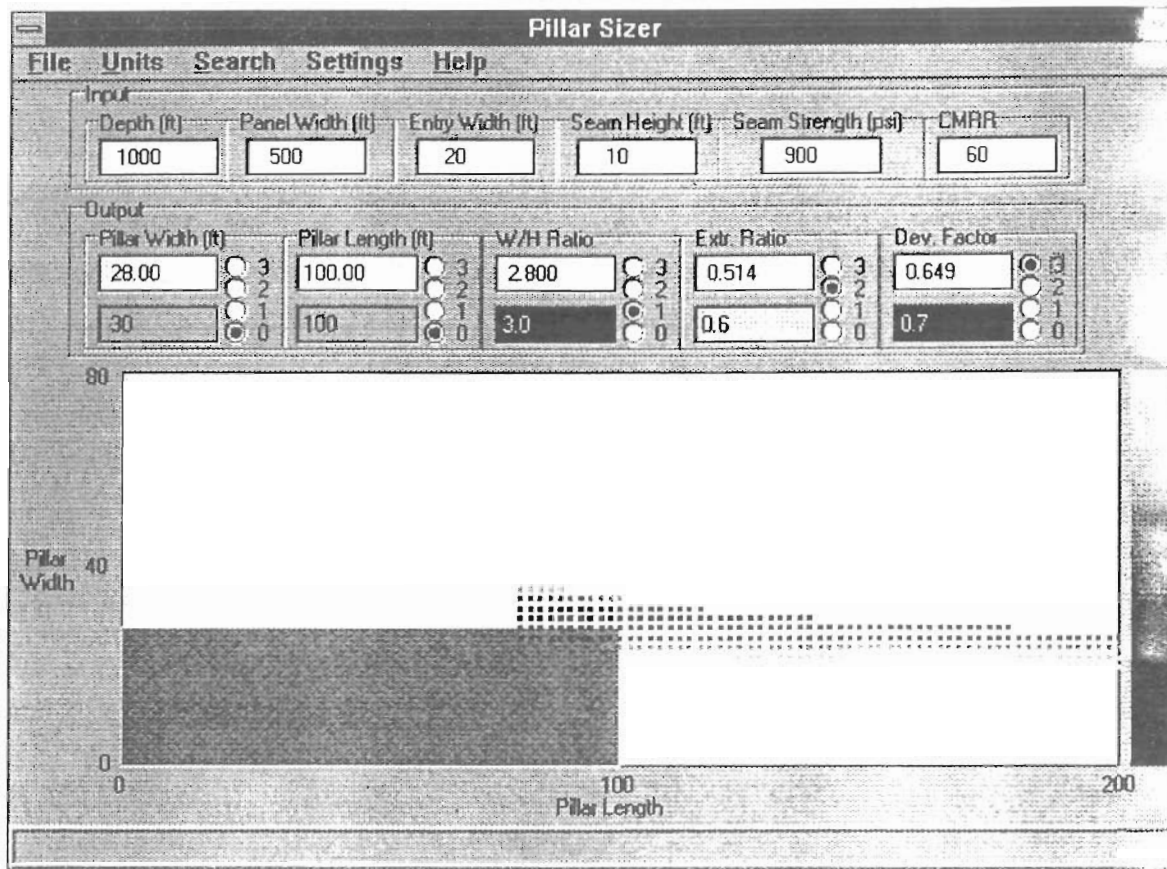 Pillar Sizer
File Units Search Settings Help
Input
Depth (ft) Panel Width (ft) Entry Width (ft) Seam Height (ft) Seam Strength (psi) CMRR
1000 500 20 10 900 60
Output
Pillar Width (ft) Pillar Length (ft) W/H Ratio Extr. Ratio Dev. Factor
28.00 3 100.00 3 2.800 3 0.514 3 0.649 3
2 2 2 2 2
30 1 100 1 3.0 1 0.6 1 0.7 1
0 0 0 0 0
80
Pillar
Width
40
0
0 100 200
Pillar Length